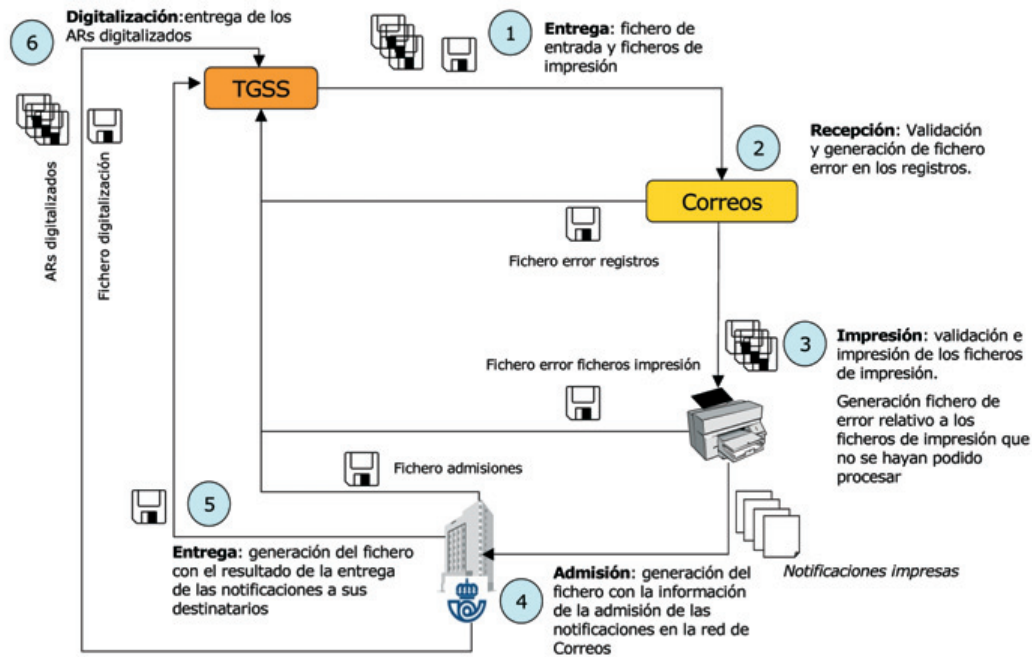 6
Digitalización:entrega de los
ARs digitalizados
1
Entrega: fichero de
entrada y ficheros de
impresión
TGSS
ARs digitalizados
Fichero digitalización
2
Recepción: Validación
y generación de fichero
error en los registros.
Correos
Fichero error registros
3
Impresión: validación e
impresión de los ficheros
de impresión.
Generación fichero de
error relativo a los
ficheros de impresión que
no se hayan podido
procesar
Fichero error ficheros impresión
Fichero admisiones
5
Entrega: generación del fichero
con el resultado de la entrega
de las notificaciones a sus
destinatarios
4
Admisión: generación del
fichero con la información
de la admisión de las
notificaciones en la red de
Correos
Notificaciones impresas